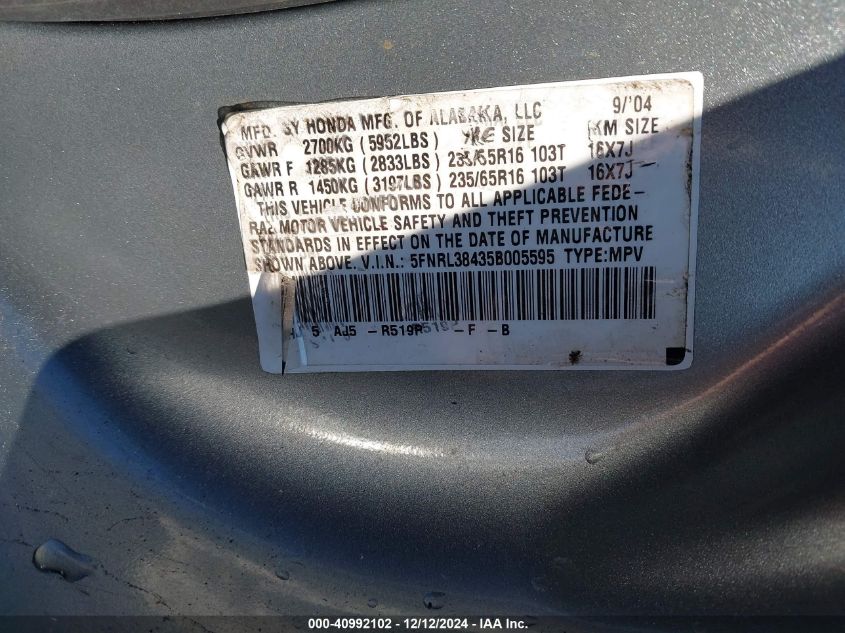 MFD. BY HONDA MFG. OF ALABAMA, LLC 9/'04
GVWR 2700KG (5952LBS) TIRE SIZE RIM SIZE
GAWR F 1285KG (2833LBS) 235/65R16 103T 16X7J
GAWR R 1450KG (3197LBS) 235/65R16 103T 16X7J
THIS VEHICLE CONFORMS TO ALL APPLICABLE FEDE-
RAL MOTOR VEHICLE SAFETY AND THEFT PREVENTION
STANDARDS IN EFFECT ON THE DATE OF MANUFACTURE
SHOWN ABOVE. V.I.N.: 5FNRL38435B005595 TYPE:MPV
5 AJ5 -R519R -F -B
000-40992102 - 12/12/2024 - IAA Inc.